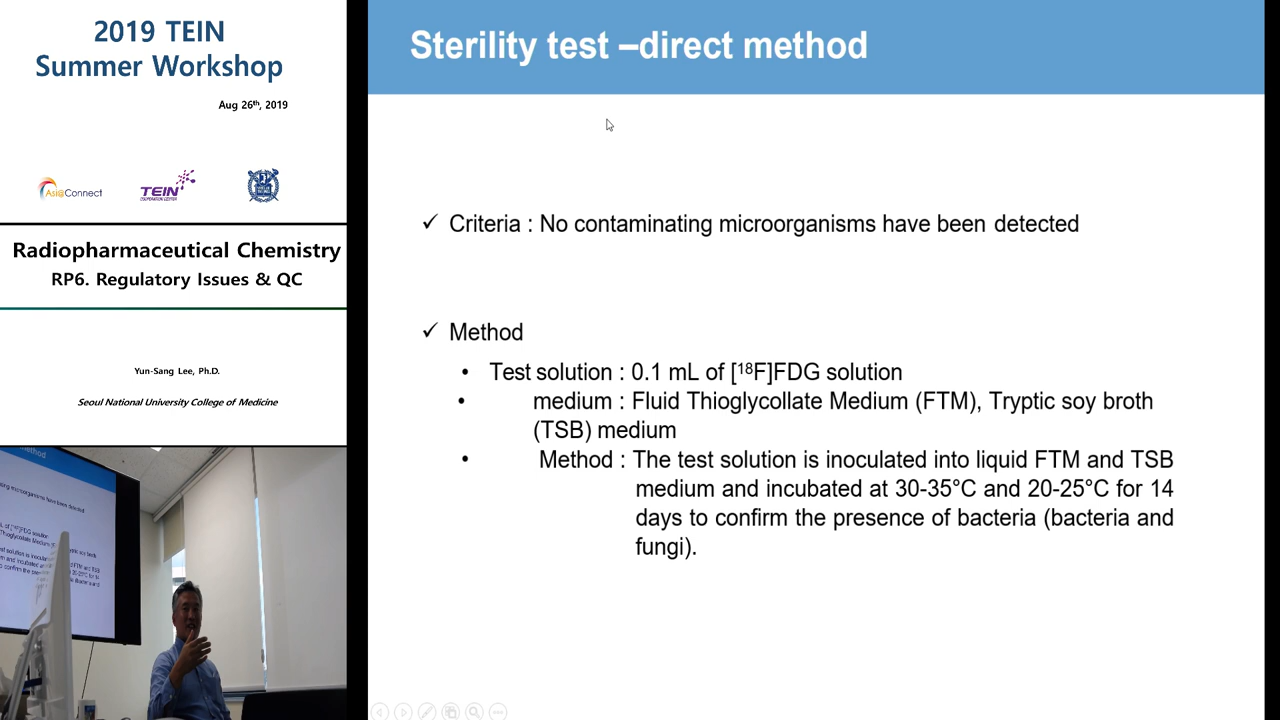 2019 TEIN
Summer Workshop
Aug 26th, 2019
Asi@Connect
TEIN
COOPERATION CENTER
Radiopharmaceutical Chemistry
RP6. Regulatory Issues & QC
Yun-Sang Lee, Ph.D.
Seoul National University College of Medicine
Sterility test –direct method
✓ Criteria : No contaminating microorganisms have been detected
✓ Method
• Test solution : 0.1 mL of [¹⁸F]FDG solution
• medium : Fluid Thioglycollate Medium (FTM), Tryptic soy broth
(TSB) medium
• Method : The test solution is inoculated into liquid FTM and TSB
medium and incubated at 30-35°C and 20-25°C for 14
days to confirm the presence of bacteria (bacteria and
fungi).